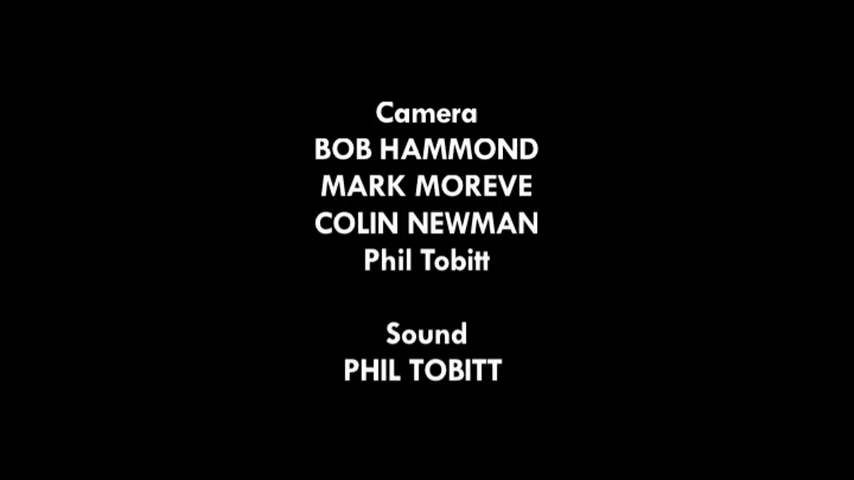 Camera
BOB HAMMOND
MARK MOREVE
COLIN NEWMAN
Phil Tobitt
Sound
PHIL TOBITT